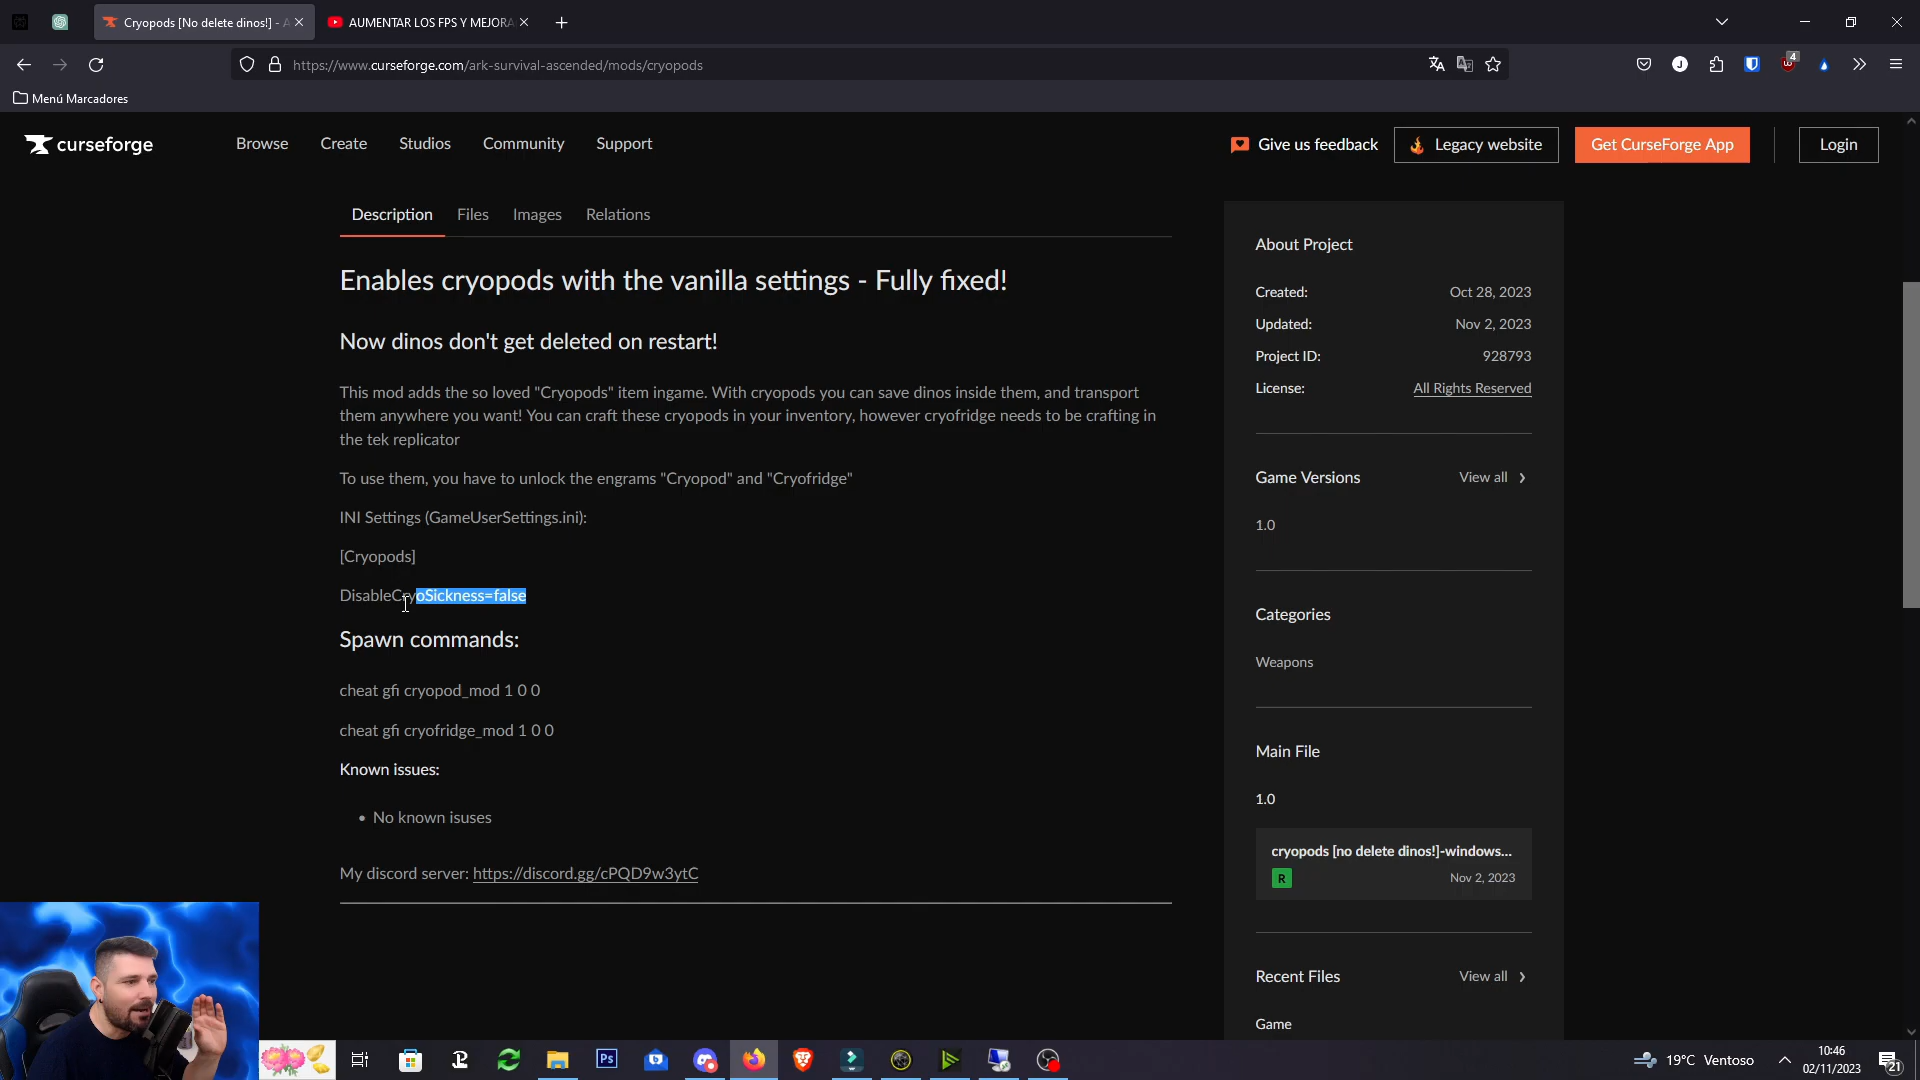 Cryopods [No delete dinos!] - A
AUMENTAR LOS FPS Y MEJORA
https://www.curseforge.com/ark-survival-ascended/mods/cryopods
J
4
Menú Marcadores
curseforge
Browse
Create
Studios
Community
Support
Give us feedback
Legacy website
Get CurseForge App
Login
Description
Files
Images
Relations
Enables cryopods with the vanilla settings - Fully fixed!
Now dinos don't get deleted on restart!
This mod adds the so loved "Cryopods" item ingame. With cryopods you can save dinos inside them, and transport
them anywhere you want! You can craft these cryopods in your inventory, however cryofridge needs to be crafting in
the tek replicator
To use them, you have to unlock the engrams "Cryopod" and "Cryofridge"
INI Settings (GameUserSettings.ini):
[Cryopods]
DisableCryoSickness=false
Spawn commands:
cheat gfi cryopod_mod 1 0 0
cheat gfi cryofridge_mod 1 0 0
Known issues:
• No known isuses
My discord server: https://discord.gg/cPQD9w3ytC
About Project
Created: Oct 28, 2023
Updated: Nov 2, 2023
Project ID: 928793
License: All Rights Reserved
Game Versions View all
1.0
Categories
Weapons
Main File
1.0
cryopods [no delete dinos!]-windows...
R Nov 2, 2023
Recent Files View all
Game
Ps
19°C Ventoso
10:46
02/11/2023
21